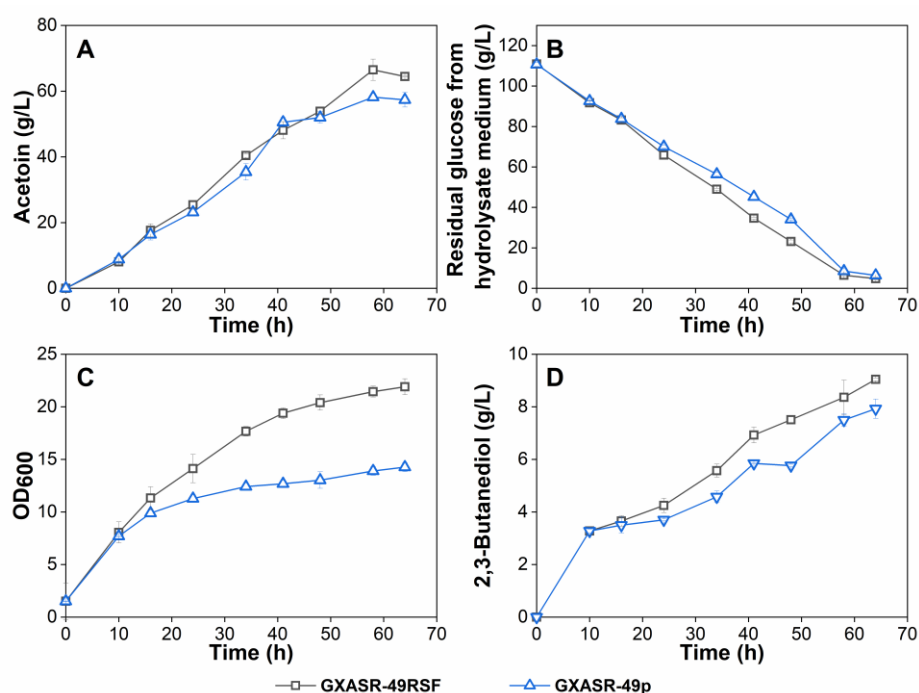 A
Acetoin (g/L)
80
60
40
20
0
0 10 20 30 40 50 60 70
Time (h)
B
Residual glucose from
hydrolysate medium (g/L)
120
100
80
60
40
20
0
0 10 20 30 40 50 60 70
Time (h)
C
OD600
25
20
15
10
5
0
0 10 20 30 40 50 60 70
Time (h)
D
2,3-Butanediol (g/L)
10
8
6
4
2
0
0 10 20 30 40 50 60 70
Time (h)
GXASR-49RSF GXASR-49p